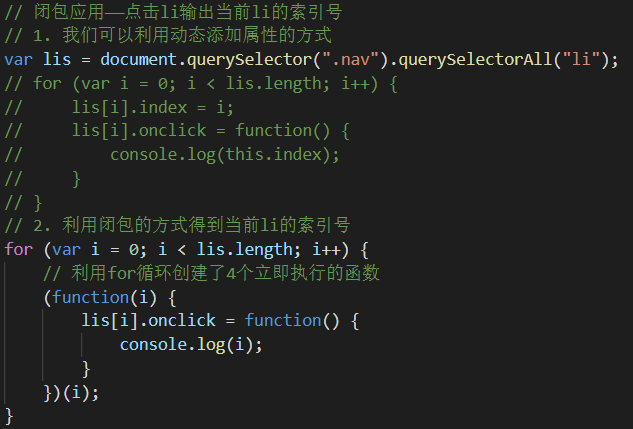 // 闭包应用——点击li输出当前li的索引号
// 1. 我们可以利用动态添加属性的方式
var lis = document.querySelector(".nav").querySelectorAll("li");
// for (var i = 0; i < lis.length; i++) {
//     lis[i].index = i;
//     lis[i].onclick = function() {
//         console.log(this.index);
//     }
// }
// 2. 利用闭包的方式得到当前li的索引号
for (var i = 0; i < lis.length; i++) {
    // 利用for循环创建了4个立即执行的函数
    (function(i) {
        lis[i].onclick = function() {
            console.log(i);
        }
    })(i);
}